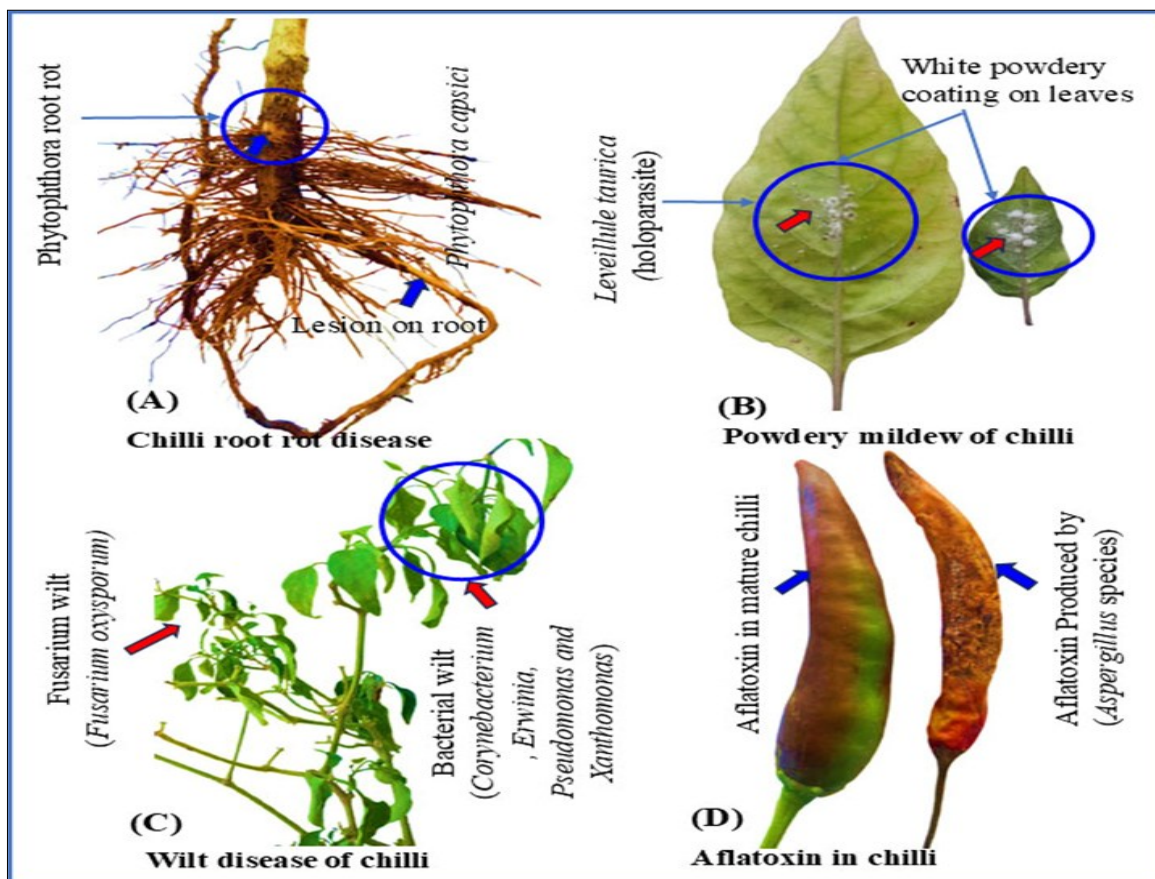 Phytophthora root rot
Phytophthora capsici
Lesion on root
(A)
Chilli root rot disease
White powdery
coating on leaves
Leveillule taurica
(holoparasite)
(B)
Powdery mildew of chilli
Fusarium wilt
(Fusarium oxysporum)
Bacterial wilt
(Corynebacterium
, Erwinia,
Pseudomonas and
Xanthomonas)
(C)
Wilt disease of chilli
Aflatoxin in mature chilli
Aflatoxin Produced by
(Aspergillus species)
(D)
Aflatoxin in chilli